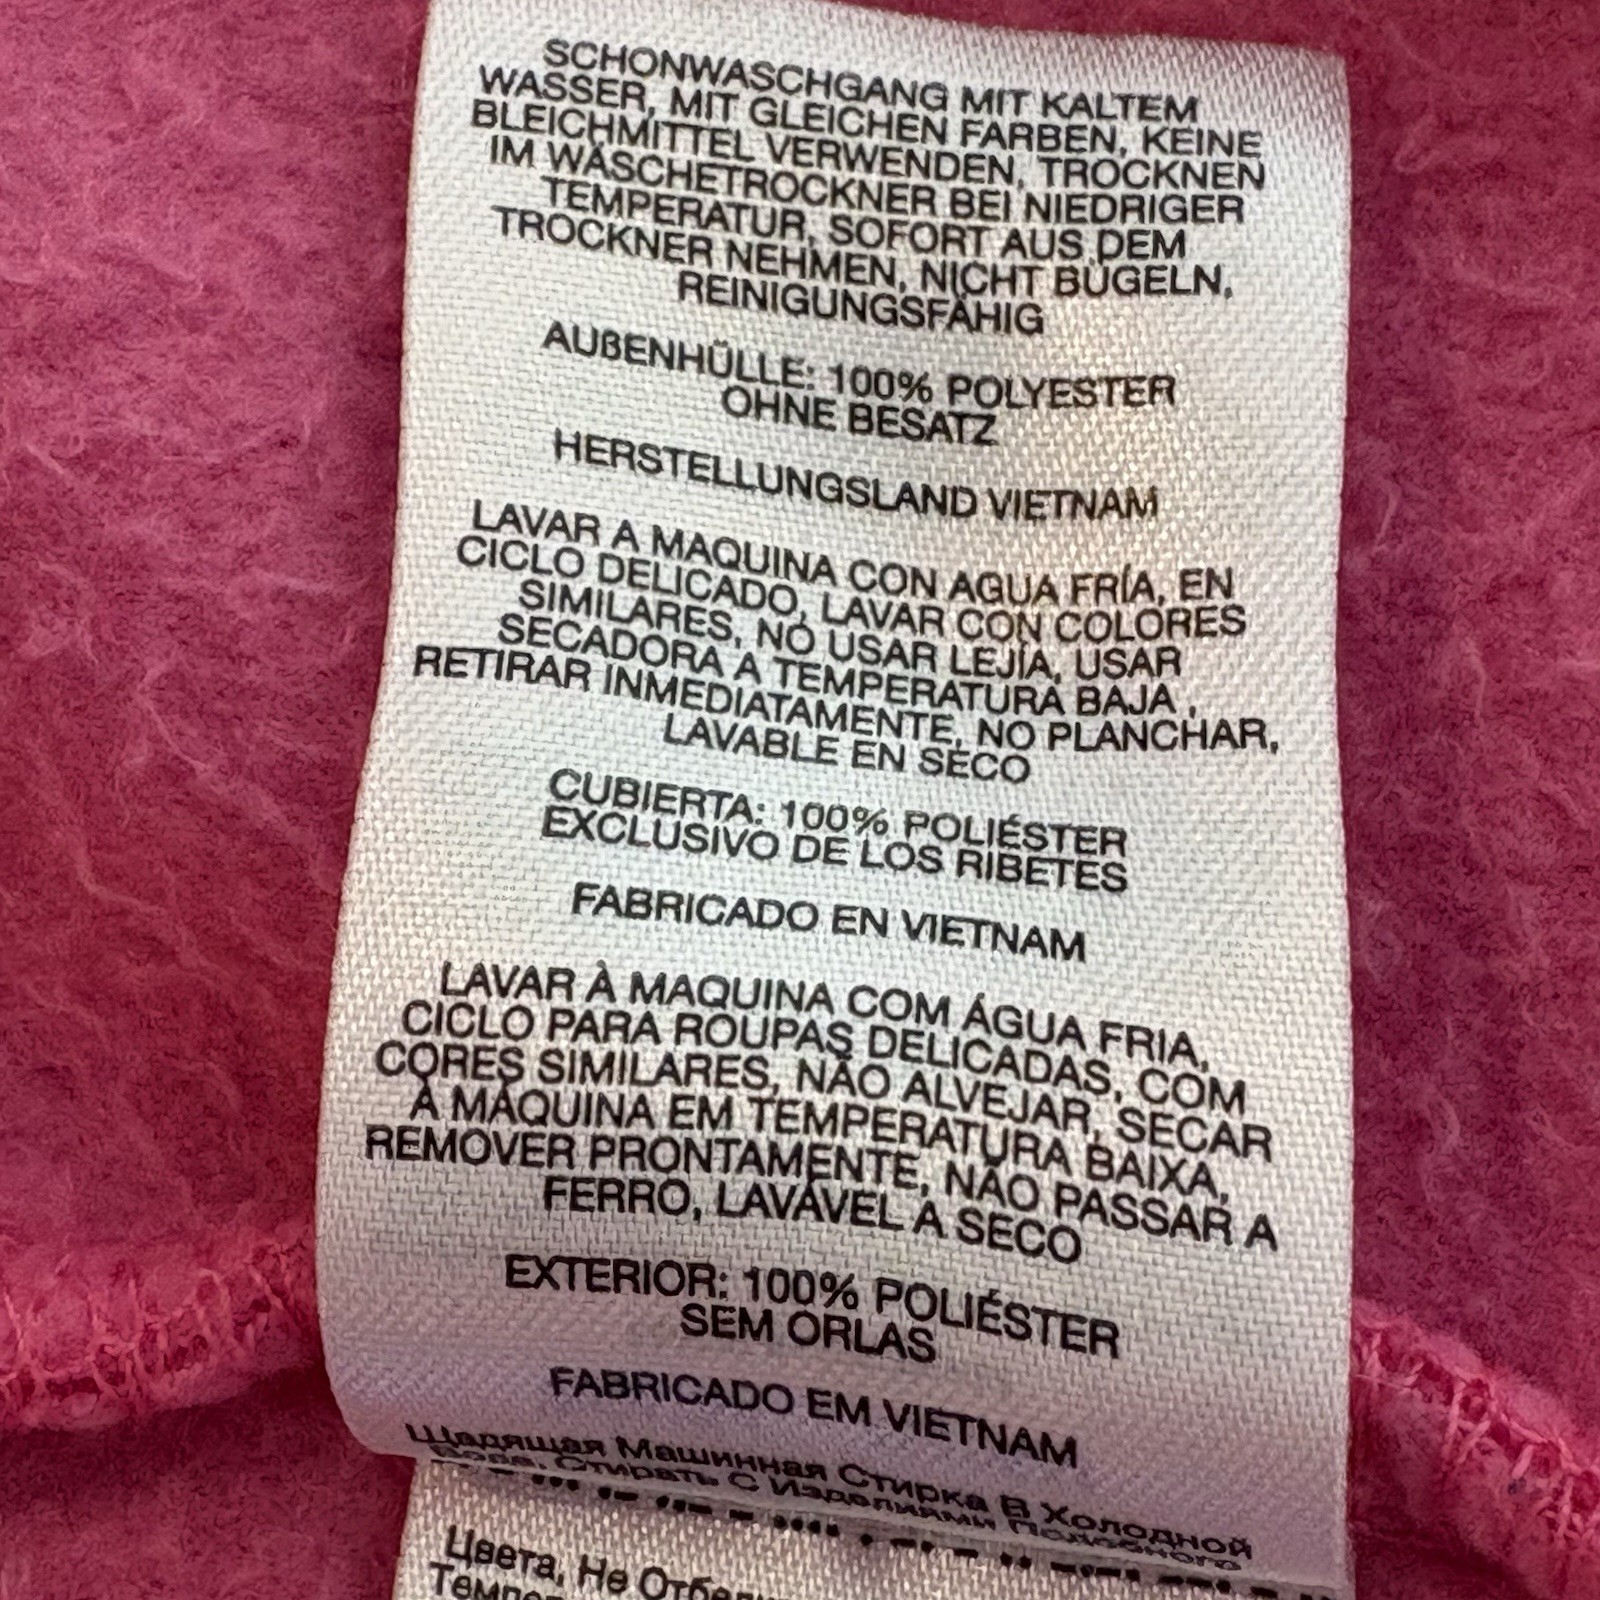 SCHONWASCHGANG MIT KALTEM
WASSER, MIT GLEICHEN FARBEN, KEINE
BLEICHMITTEL VERWENDEN, TROCKNEN
IM WÄSCHETROCKNER BEI NIEDRIGER
TEMPERATUR, SOFORT AUS DEM
TROCKNER NEHMEN, NICHT BÜGELN,
REINIGUNGSFÄHIG
AUßENHÜLLE: 100% POLYESTER
OHNE BESATZ
HERSTELLUNGSLAND VIETNAM
LAVAR A MAQUINA CON AGUA FRÍA, EN
CICLO DELICADO, LAVAR CON COLORES
SIMILARES, NO USAR LEJÍA, USAR
SECADORA A TEMPERATURA BAJA ,
RETIRAR INMEDIATAMENTE, NO PLANCHAR,
LAVABLE EN SECO
CUBIERTA: 100% POLIÉSTER
EXCLUSIVO DE LOS RIBETES
FABRICADO EN VIETNAM
LAVAR À MAQUINA COM ÁGUA FRIA,
CICLO PARA ROUPAS DELICADAS, COM
CORES SIMILARES, NÃO ALVEJAR, SECAR
À MÁQUINA EM TEMPERATURA BAIXA,
REMOVER PRONTAMENTE, NÃO PASSAR A
FERRO, LAVÁVEL A SECO
EXTERIOR: 100% POLIÉSTER
SEM ORLAS
FABRICADO EM VIETNAM
Щадящая Машинная Стирка В Холодной
Воде, Стирать С Изделиями Подобного
Цвета, Не